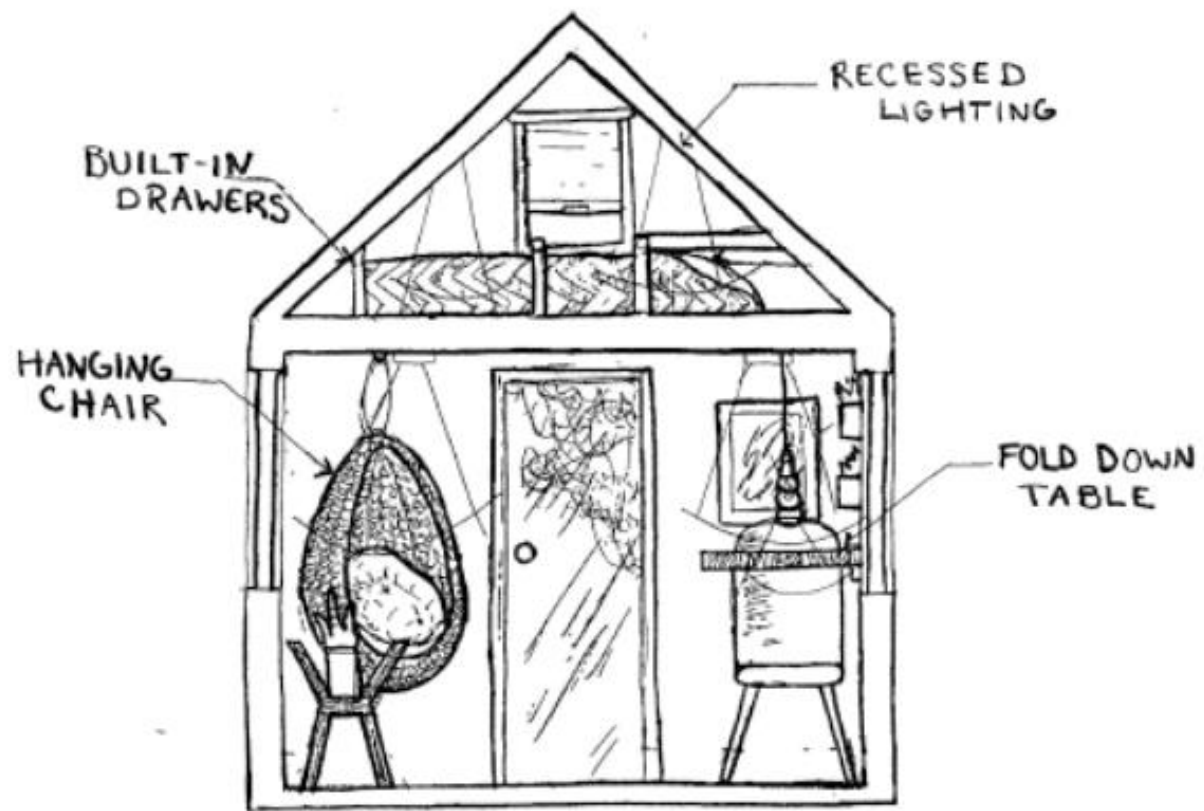 RECESSED
LIGHTING
BUILT-IN
DRAWERS
HANGING
CHAIR
FOLD DOWN
TABLE